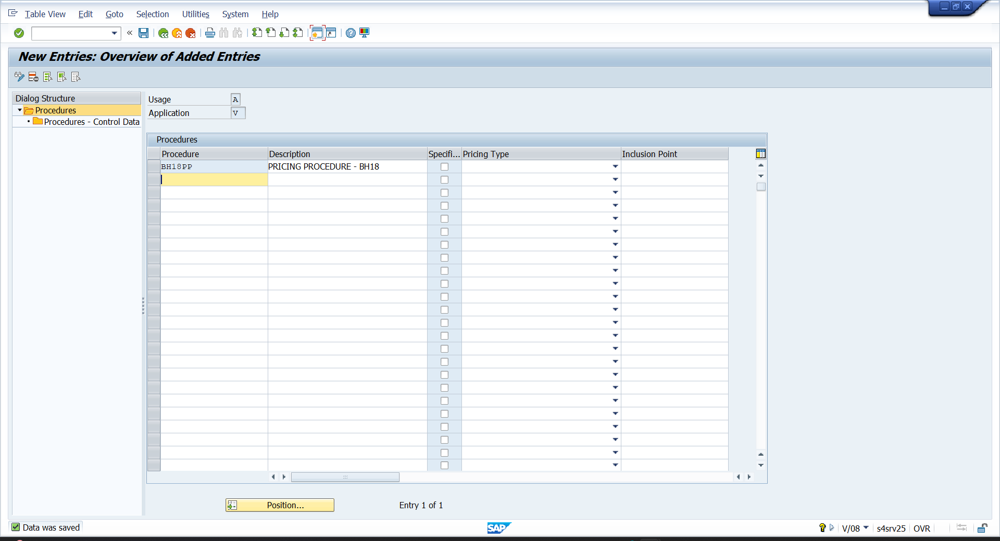 Table View Edit Goto Selection Utilities System Help
New Entries: Overview of Added Entries
Dialog Structure
Procedures
Procedures - Control Data
Usage A
Application V
Procedures
Procedure Description Specifi... Pricing Type Inclusion Point
BH18PP PRICING PROCEDURE - BH18
Position... Entry 1 of 1
Data was saved SAP V/08 s4srv25 OVR